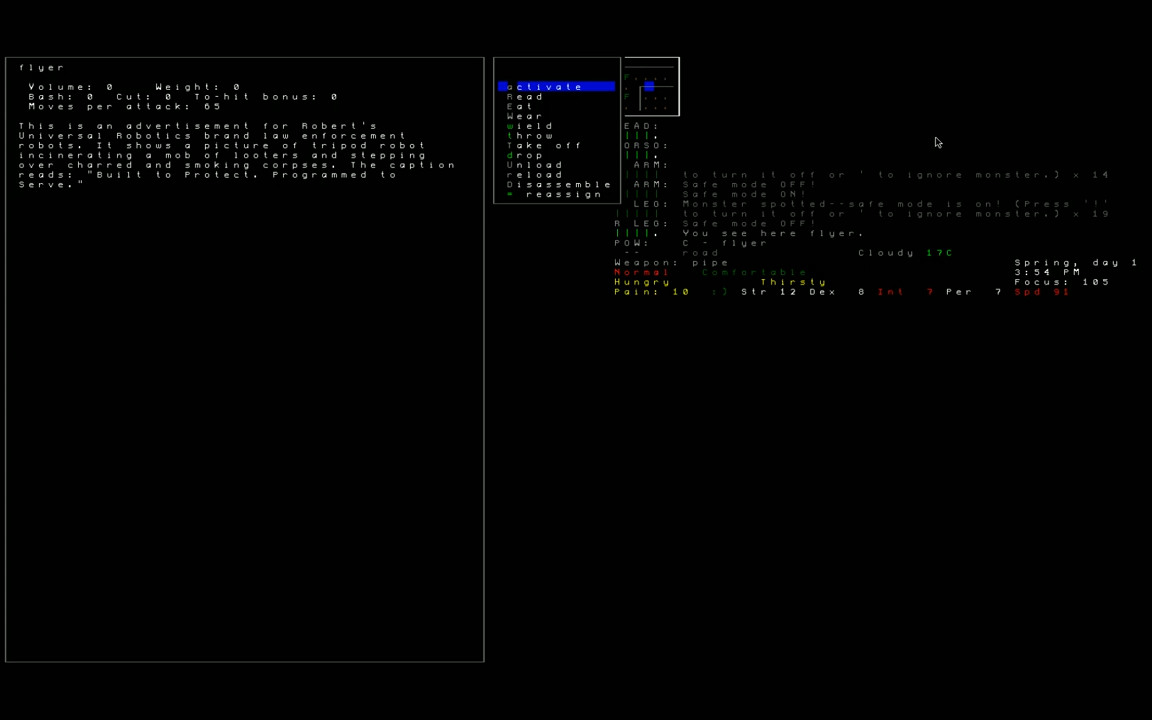 flyer
Volume: 0 Weight: 0
Bash: 0 Cut: 0 To-hit bonus: 0
Moves per attack: 65
This is an advertisement for Robert's
Universal Robotics brand law enforcement
robots. It shows a picture of tripod robot
incinerating a mob of looters and stepping
over charred and smoking corpses. The caption
reads: "Built to Protect. Programmed to
Serve."
activate
Read
Eat
Wear
wield
throw
Take off
drop
Unload
reload
Disassemble
* reassign
F....
.
F ...
. ...
EAD:
|||.
ORSO:
|||.
ARM:
|||| to turn it off or ' to ignore monster.) x 14
ARM: Safe mode OFF!
|||| Safe mode ON!
LEG: Monster spotted--safe mode is on! (Press '!'
|||| to turn it off or ' to ignore monster.) x 19
R LEG: Safe mode OFF!
||||. You see here flyer.
POW: C - flyer
-- road Cloudy 17C
Weapon: pipe Spring, day 1
Normal Comfortable 3:54 PM
Hungry Thirsty Focus: 105
Pain: 10 :) Str 12 Dex 8 Int 7 Per 7 Spd 91